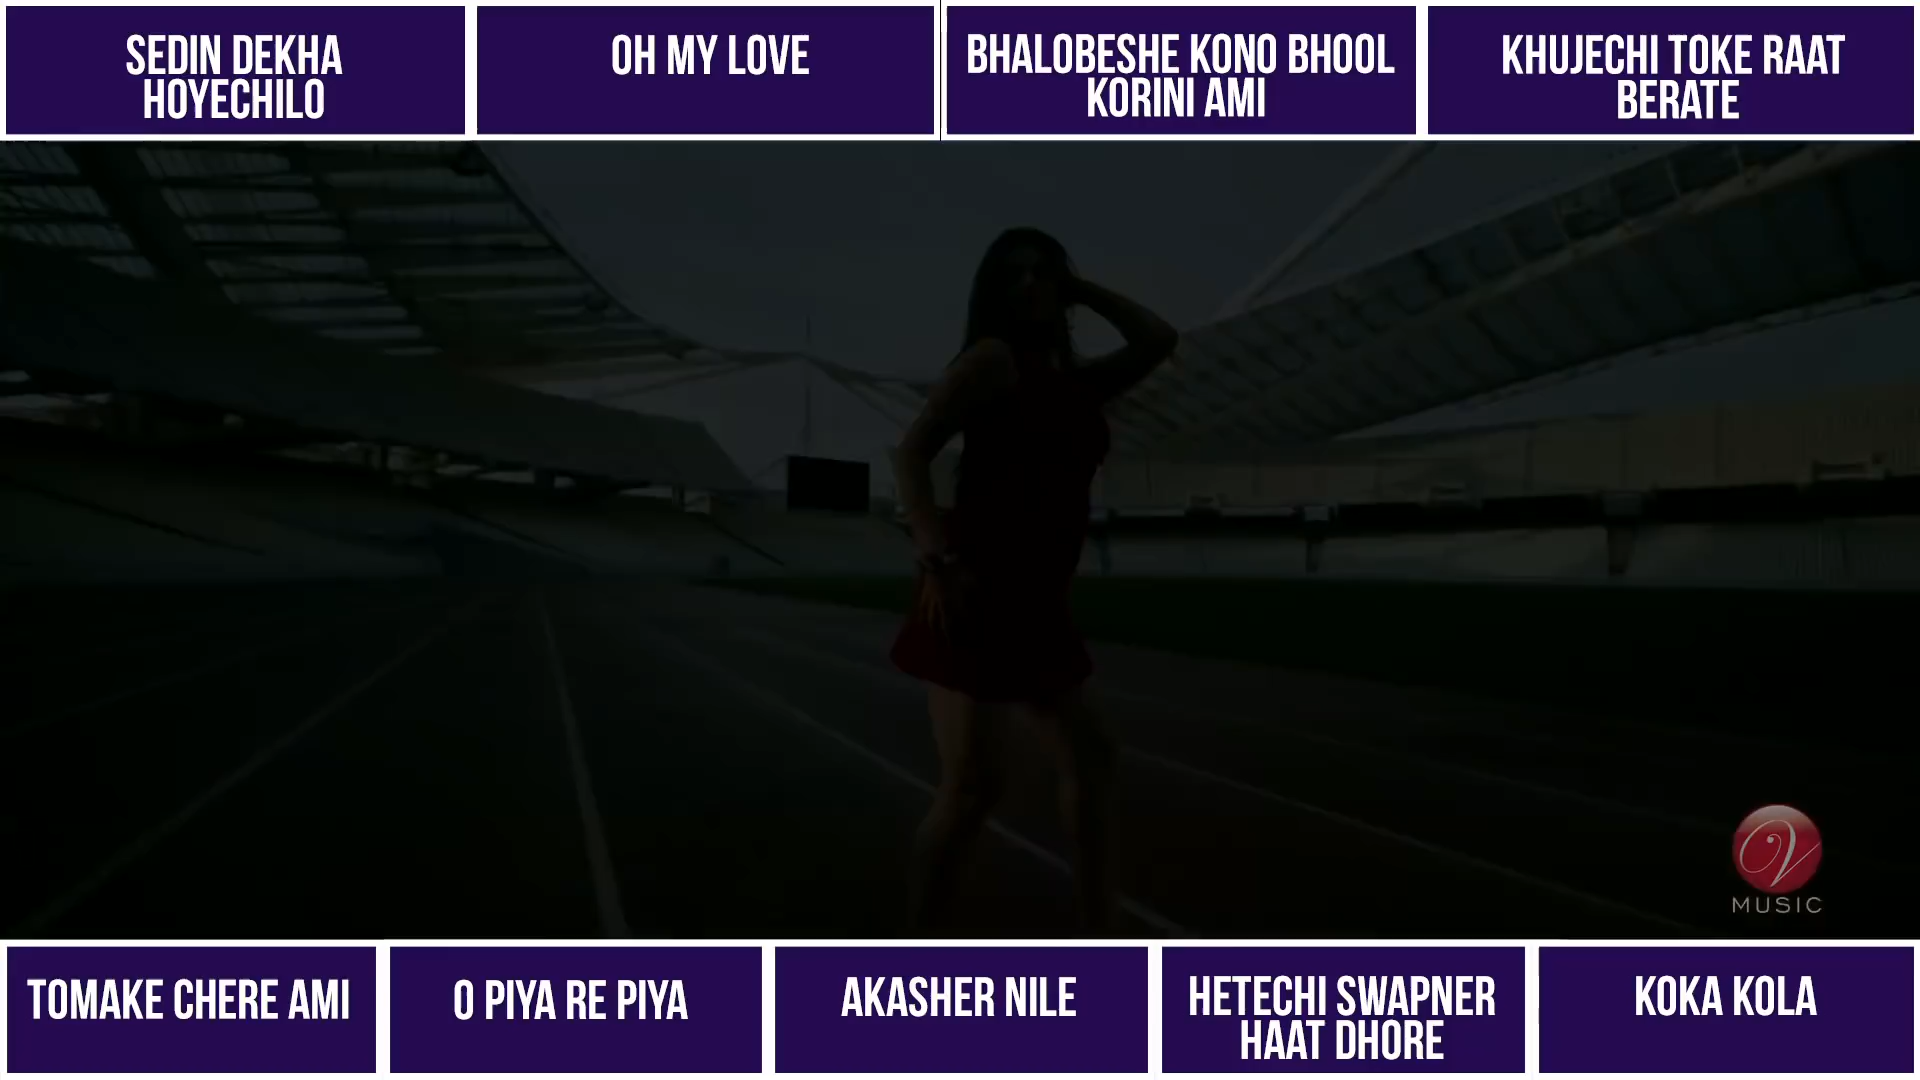 SEDIN DEKHA
HOYECHILO
OH MY LOVE
BHALOBESHE KONO BHOOL
KORINI AMI
KHUJECHI TOKE RAAT
BERATE
MUSIC
TOMAKE CHERE AMI
O PIYA RE PIYA
AKASHER NILE
HETECHI SWAPNER
HAAT DHORE
KOKA KOLA